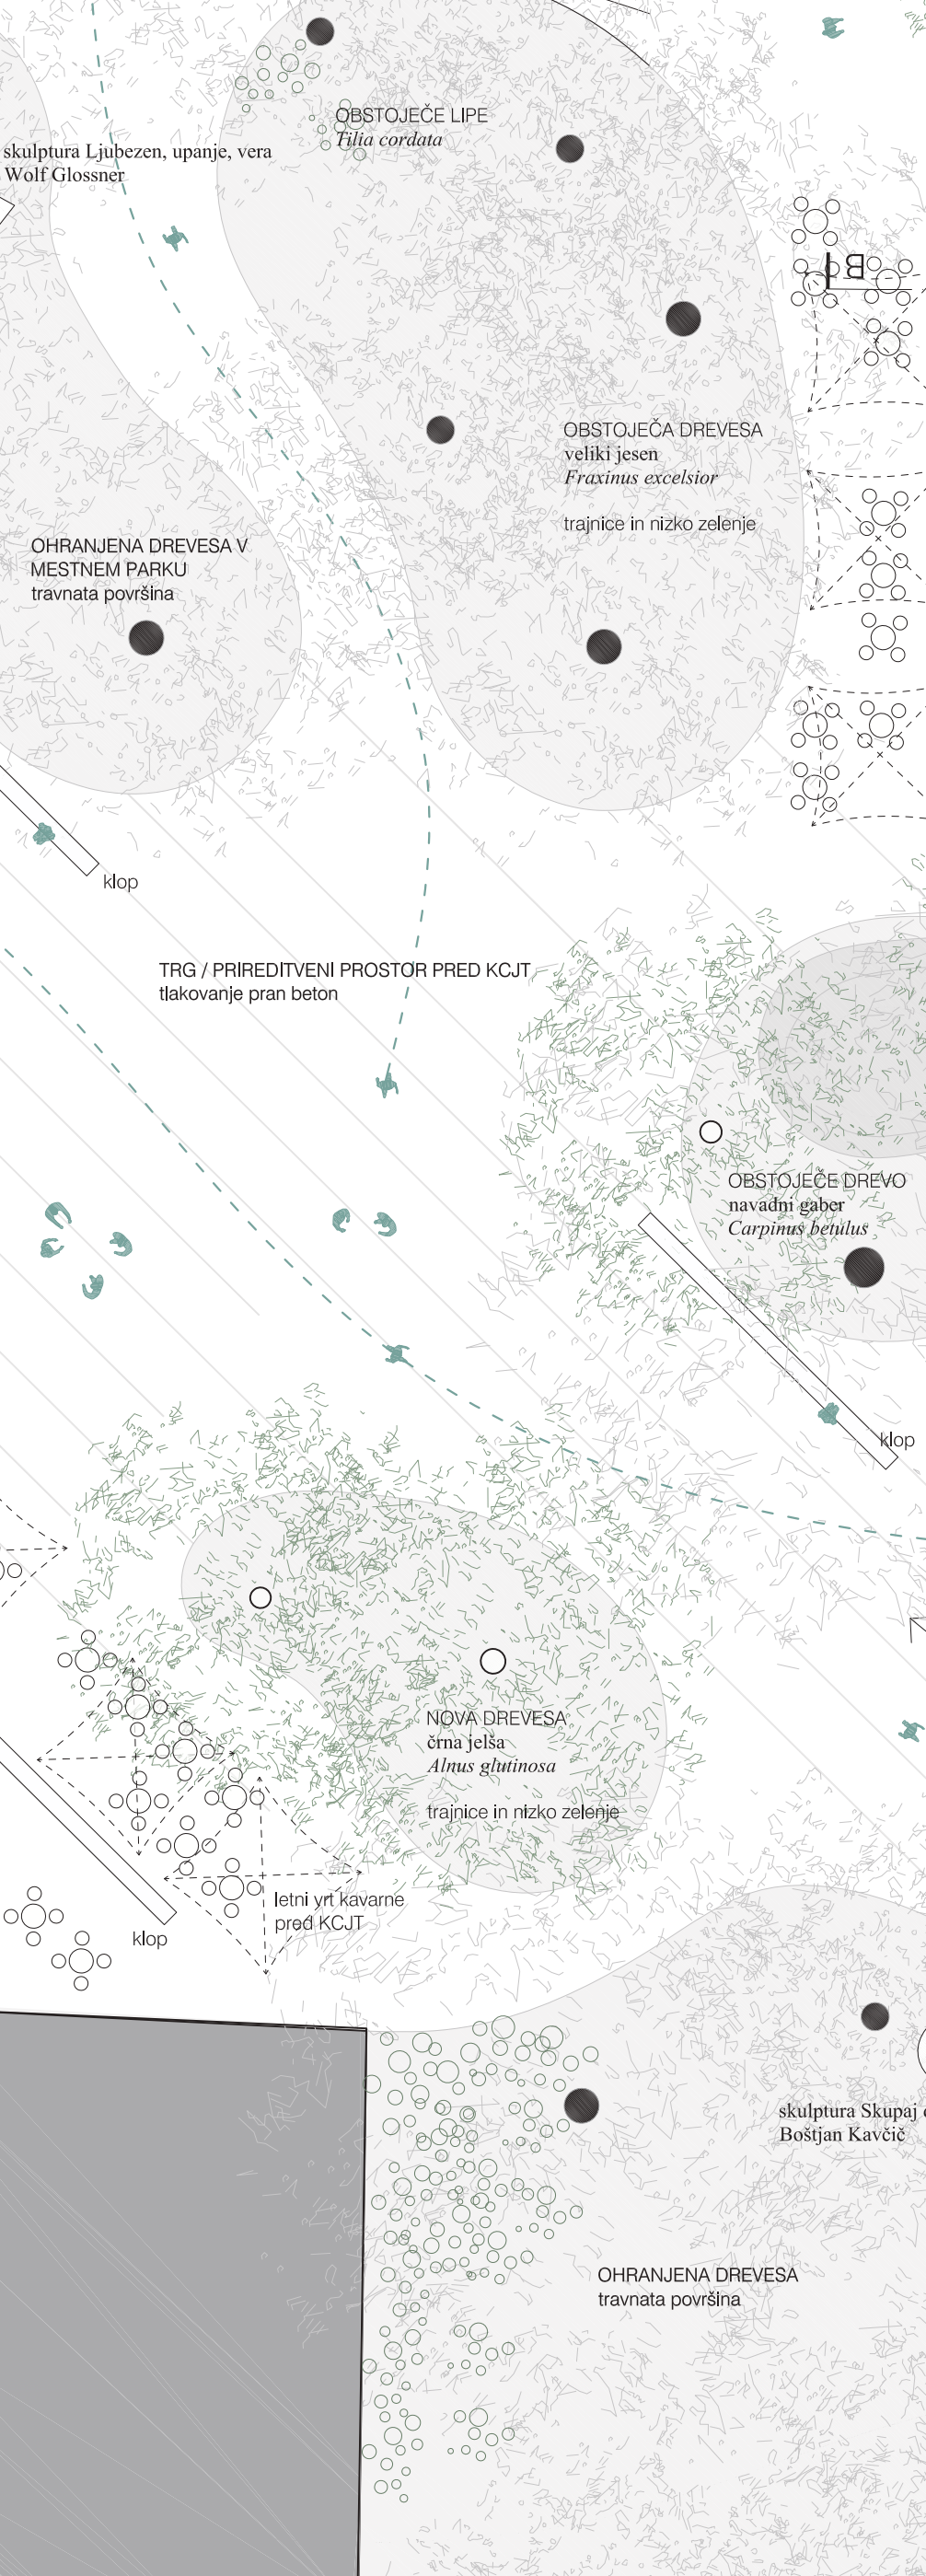 OBSTOJEČE LIPE
Tilia cordata
skulptura Ljubezen, upanje, vera
Wolf Glossner
B
OBSTOJEČA DREVESA
veliki jesen
Fraxinus excelsior
trajnice in nizko zelenje
OHRANJENA DREVESA V
MESTNEM PARKU
travnata površina
klop
TRG / PRIREDITVENI PROSTOR PRED KCJT
tlakovanje pran beton
OBSTOJEČE DREVO
navadni gaber
Carpinus betulus
klop
NOVA DREVESA
črna jelša
Alnus glutinosa
trajnice in nizko zelenje
letni vrt kavarne
pred KCJT
klop
skulptura Skupaj
Boštjan Kavčič
OHRANJENA DREVESA
travnata površina